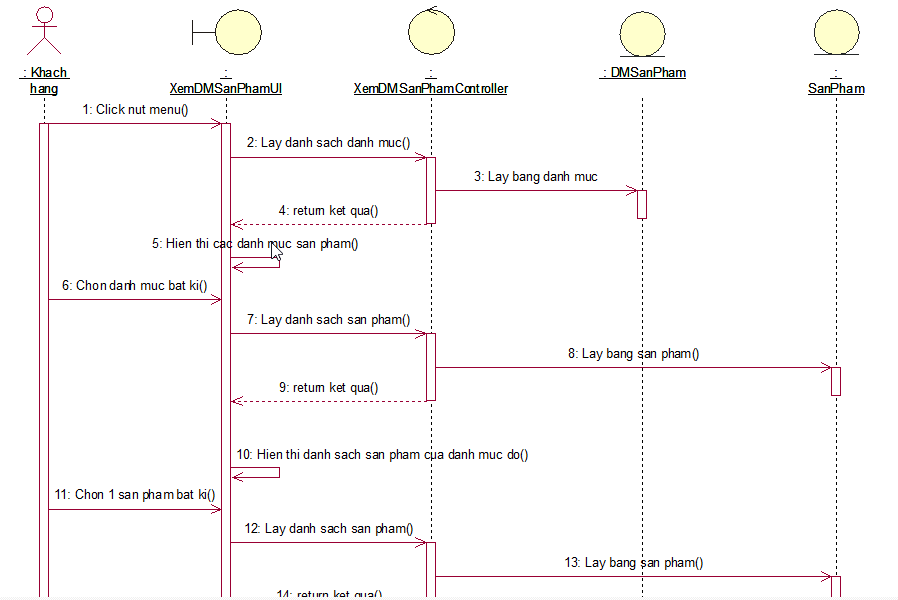 : Khach
hang
:
XemDMSanPhamUI
:
XemDMSanPhamController
: DMSanPham
:
SanPham
1: Click nut menu()
2: Lay danh sach danh muc()
3: Lay bang danh muc
4: return ket qua()
5: Hien thi cac danh muc san pham()
6: Chon danh muc bat ki()
7: Lay danh sach san pham()
8: Lay bang san pham()
9: return ket qua()
10: Hien thi danh sach san pham cua danh muc do()
11: Chon 1 san pham bat ki()
12: Lay danh sach san pham()
13: Lay bang san pham()
14: return ket qua()